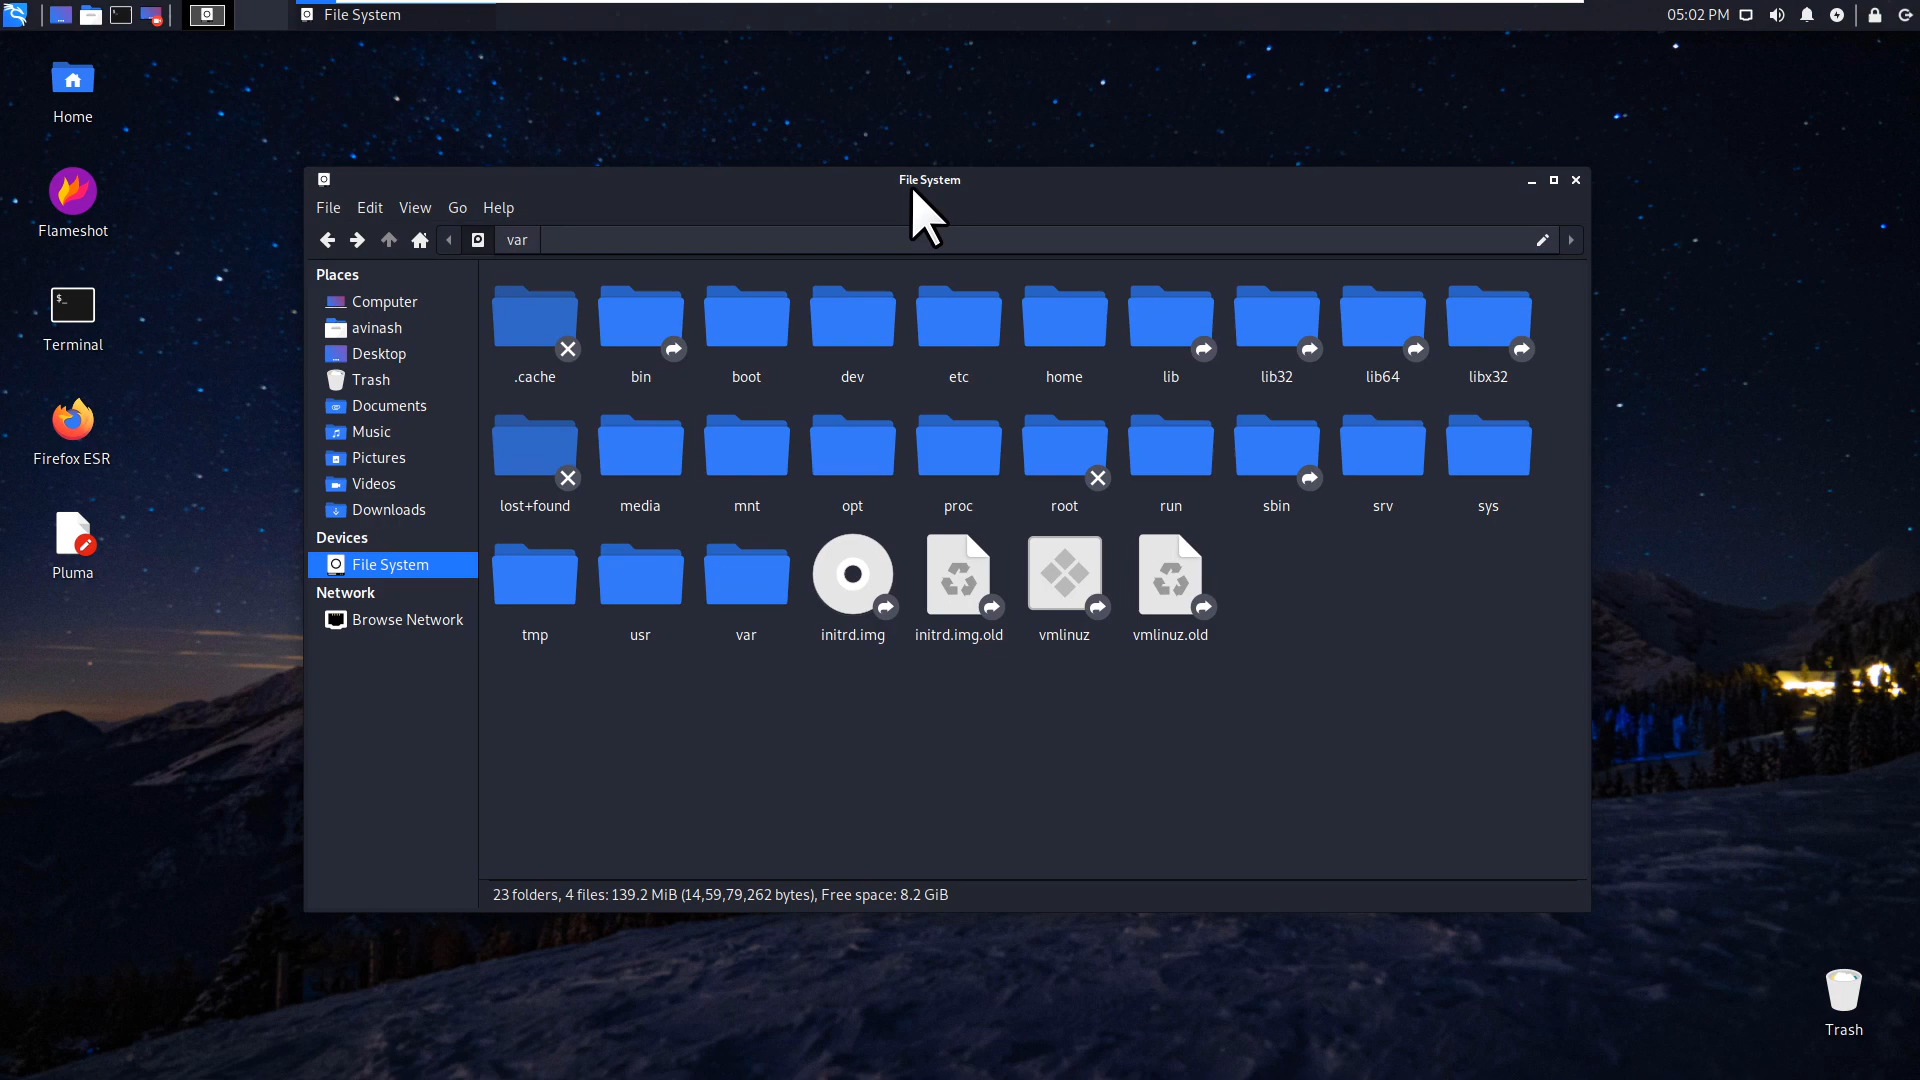 File System
05:02 PM
Home
Flameshot
Terminal
$_
Firefox ESR
Pluma
File System
File Edit View Go Help
var
Places
Computer
avinash
Desktop
Trash
Documents
Music
Pictures
Videos
Downloads
Devices
File System
Network
Browse Network
.cache bin boot dev etc home lib lib32 lib64 libx32
lost+found media mnt opt proc root run sbin srv sys
tmp usr var initrd.img initrd.img.old vmlinuz vmlinuz.old
23 folders, 4 files: 139.2 MiB (14,59,79,262 bytes), Free space: 8.2 GiB
Trash